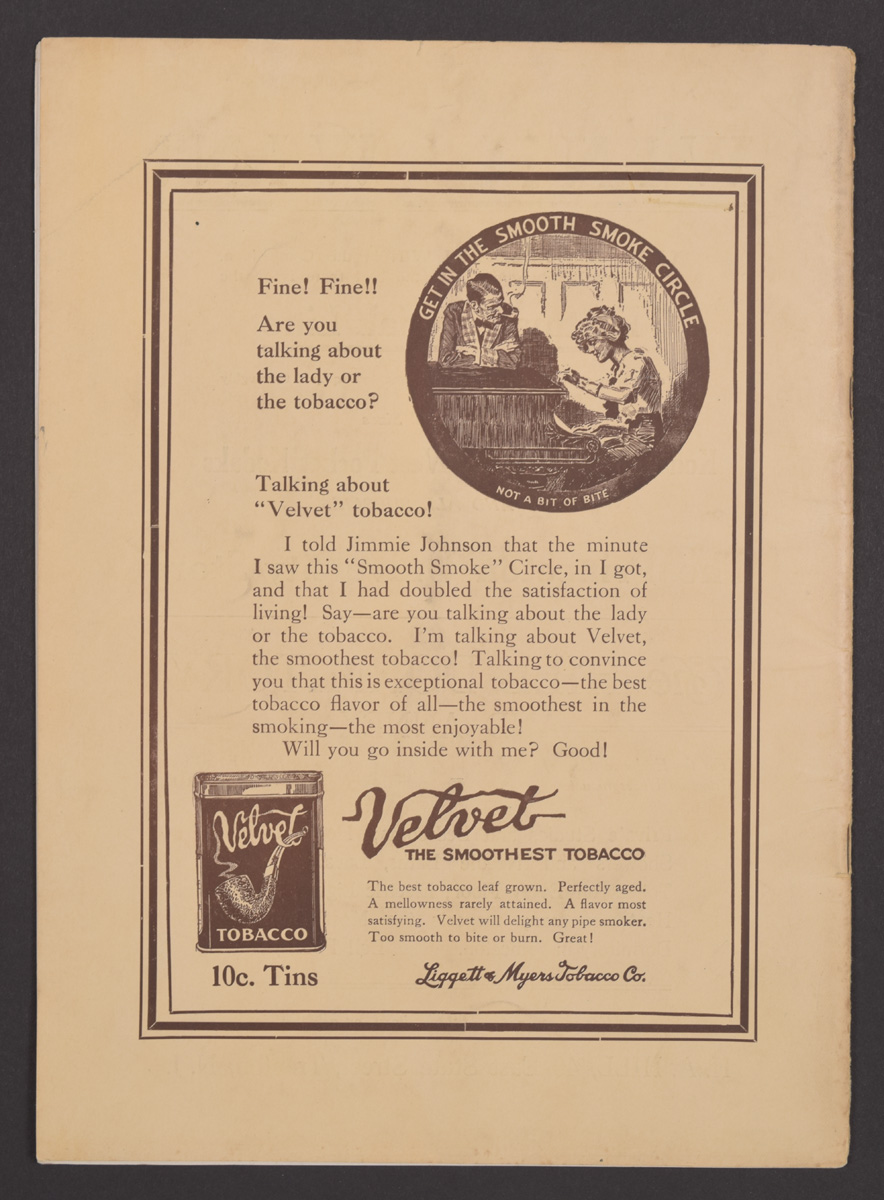 GET IN THE SMOOTH SMOKE CIRCLE
Fine! Fine!!
Are you
talking about
the lady or
the tobacco?
NOT A BIT OF BITE
Talking about
“Velvet” tobacco!
I told Jimmie Johnson that the minute
I saw this “Smooth Smoke” Circle, in I got,
and that I had doubled the satisfaction of
living! Say—are you talking about the lady
or the tobacco. I’m talking about Velvet,
the smoothest tobacco! Talking to convince
you that this is exceptional tobacco—the best
tobacco flavor of all—the smoothest in the
smoking—the most enjoyable!
Will you go inside with me? Good!
Velvet
TOBACCO
10c. Tins
Velvet
THE SMOOTHEST TOBACCO
The best tobacco leaf grown. Perfectly aged.
A mellowness rarely attained. A flavor most
satisfying. Velvet will delight any pipe smoker.
Too smooth to bite or burn. Great!
Liggett & Myers Tobacco Co.